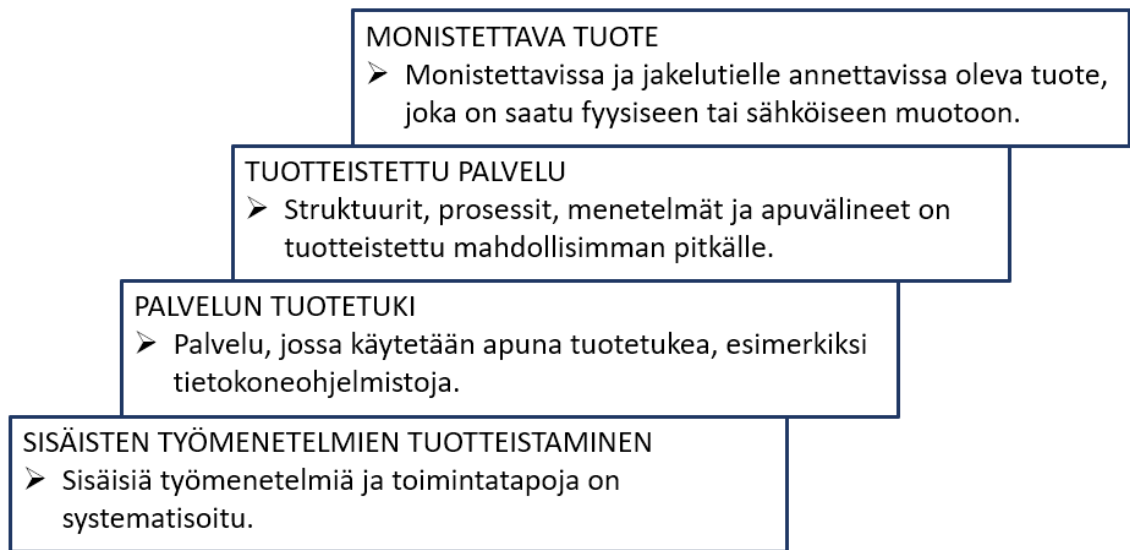 MONISTETTAVA TUOTE
➢ Monistettavissa ja jakelutielle annettavissa oleva tuote,
joka on saatu fyysiseen tai sähköiseen muotoon.
TUOTTEISTETTU PALVELU
➢ Struktuurit, prosessit, menetelmät ja apuvälineet on
tuotteistettu mahdollisimman pitkälle.
PALVELUN TUOTETUKI
➢ Palvelu, jossa käytetään apuna tuotetukea, esimerkiksi
tietokoneohjelmistoja.
SISÄISTEN TYÖMENETELMIEN TUOTTEISTAMINEN
➢ Sisäisiä työmenetelmiä ja toimintatapoja on
systematisoitu.